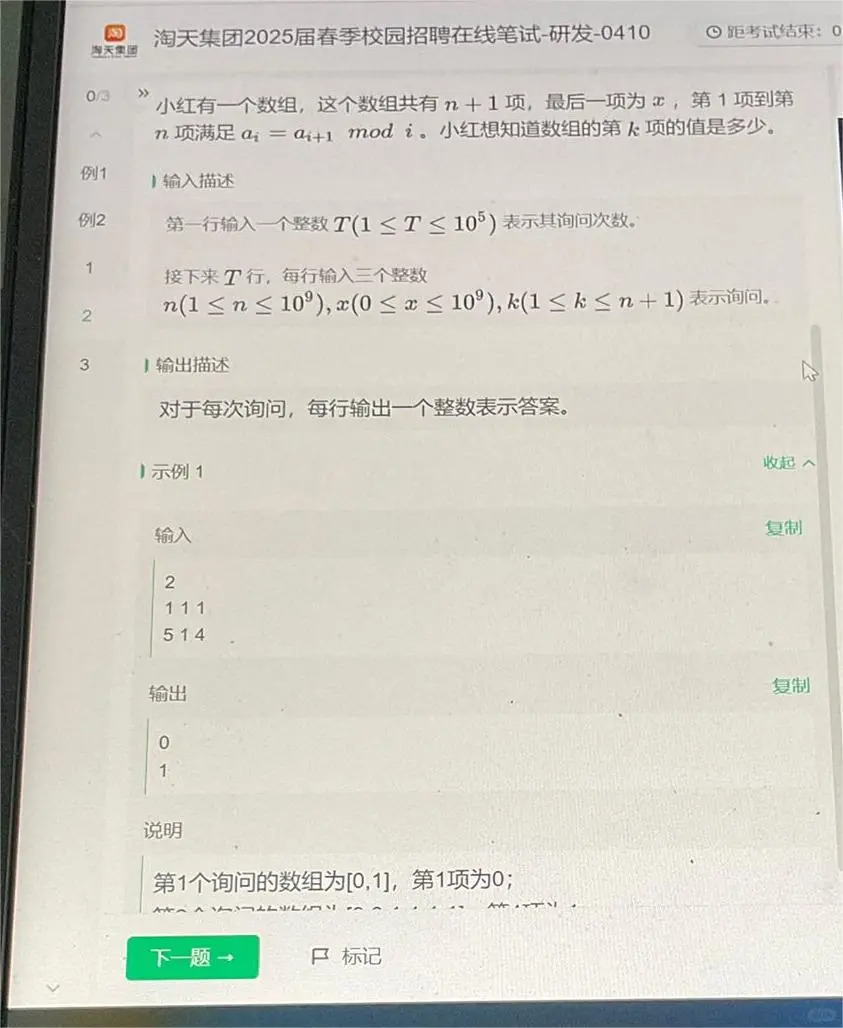 淘
淘天集团
淘天集团2025届春季校园招聘在线笔试-研发-0410
距考试结束：0
0/3
例1
例2
1
2
3
»
小红有一个数组，这个数组共有 n + 1 项，最后一项为 x ，第 1 项到第
n 项满足 a_i = a_{i+1} mod i 。小红想知道数组的第 k 项的值是多少。
输入描述
第一行输入一个整数 T(1 ≤ T ≤ 10^5) 表示其询问次数。
接下来 T 行，每行输入三个整数
n(1 ≤ n ≤ 10^9), x(0 ≤ x ≤ 10^9), k(1 ≤ k ≤ n + 1) 表示询问。
输出描述
对于每次询问，每行输出一个整数表示答案。
示例 1
收起
输入
复制
2
1 1 1
5 1 4
输出
复制
0
1
说明
第1个询问的数组为[0,1]，第1项为0；
下一题 →
标记